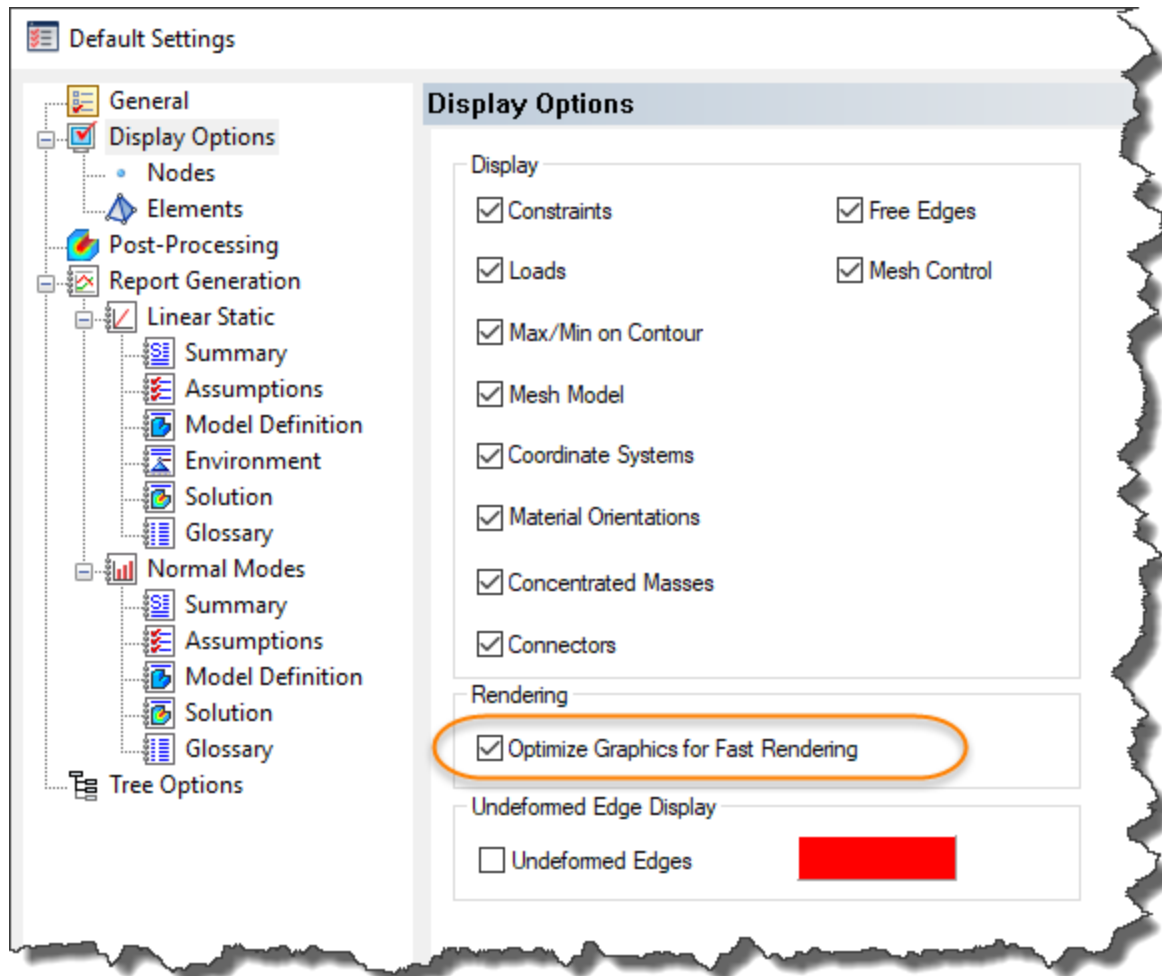 Default Settings
General
Display Options
Nodes
Elements
Post-Processing
Report Generation
Linear Static
Summary
Assumptions
Model Definition
Environment
Solution
Glossary
Normal Modes
Summary
Assumptions
Model Definition
Solution
Glossary
Tree Options
Display Options
Display
Constraints
Free Edges
Loads
Mesh Control
Max/Min on Contour
Mesh Model
Coordinate Systems
Material Orientations
Concentrated Masses
Connectors
Rendering
Optimize Graphics for Fast Rendering
Undeformed Edge Display
Undeformed Edges